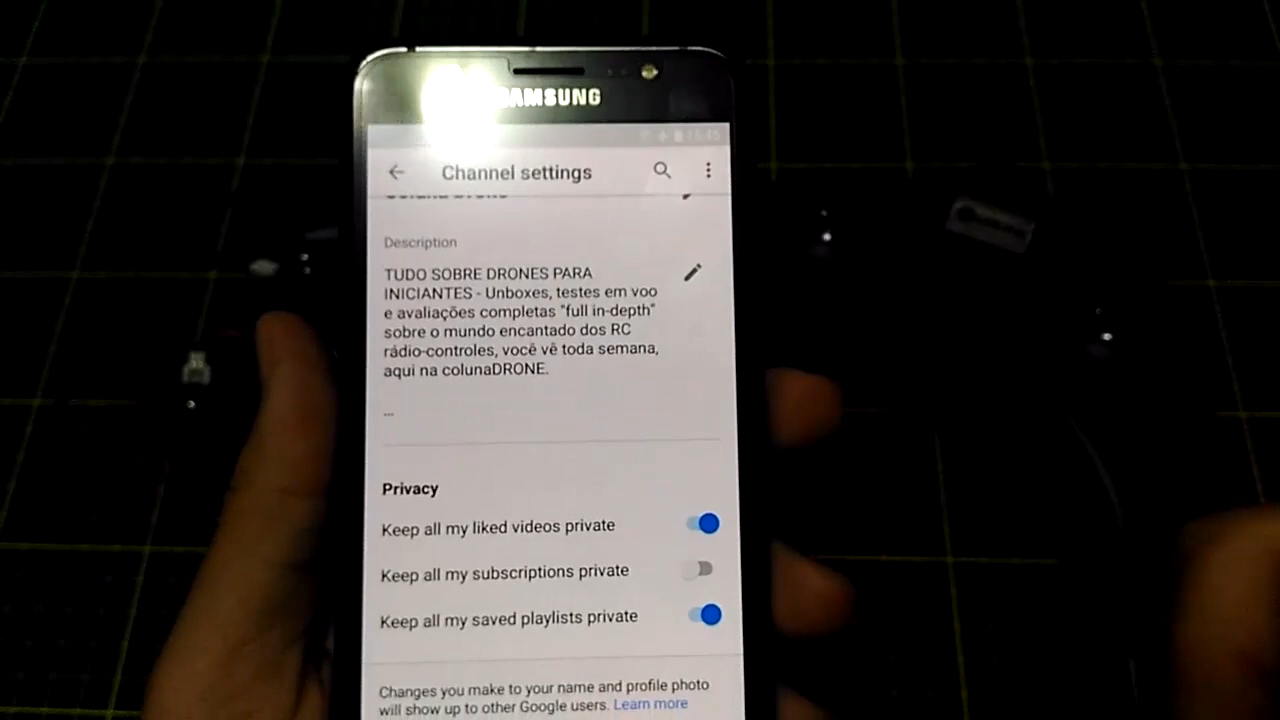 SAMSUNG
Channel settings
Description
TUDO SOBRE DRONES PARA
INICIANTES - Unboxes, testes em voo
e avaliações completas "full in-depth"
sobre o mundo encantado dos RC
rádio-controles, você vê toda semana,
aqui na colunaDRONE.
...
Privacy
Keep all my liked videos private
Keep all my subscriptions private
Keep all my saved playlists private
Changes you make to your name and profile photo
will show up to other Google users. Learn more